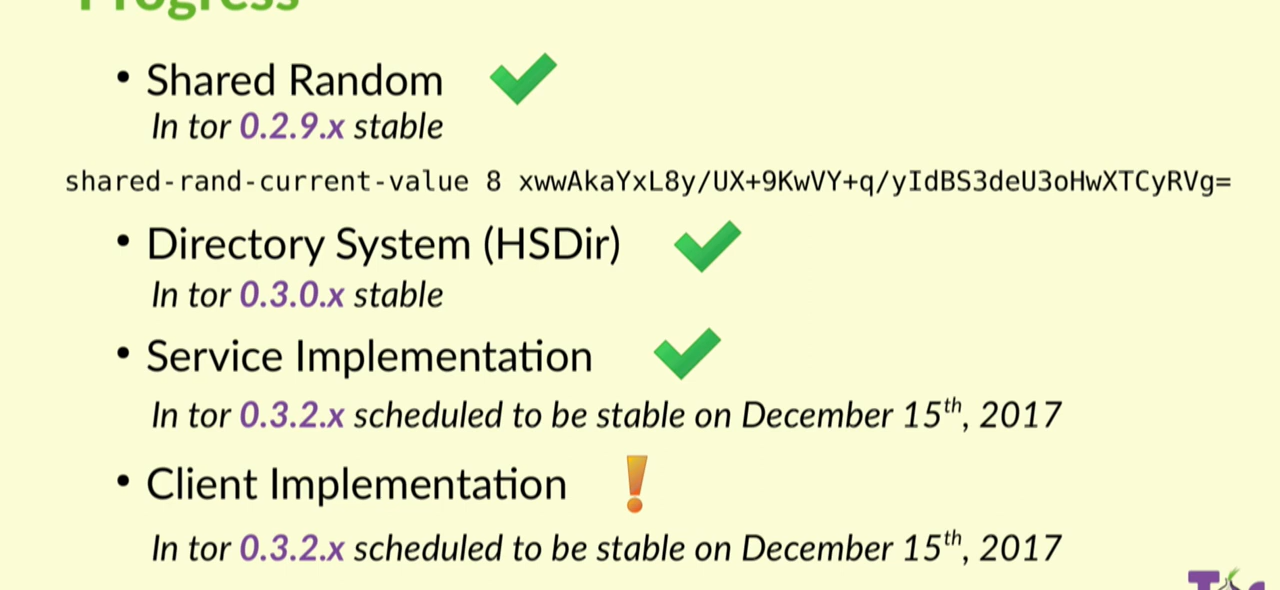 Progress
• Shared Random
In tor 0.2.9.x stable
shared-rand-current-value 8 xwwAkaYxL8y/UX+9KwVY+q/yIdBS3deU3oHwXTCyRVg=
• Directory System (HSDir)
In tor 0.3.0.x stable
• Service Implementation
In tor 0.3.2.x scheduled to be stable on December 15th, 2017
• Client Implementation
In tor 0.3.2.x scheduled to be stable on December 15th, 2017